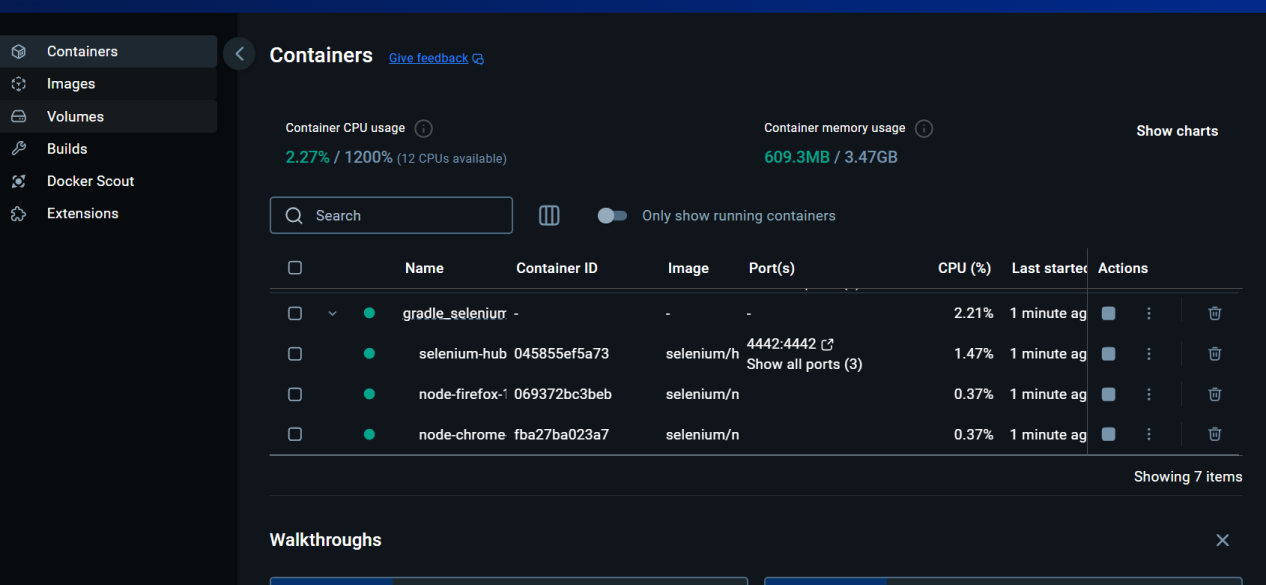 Containers
Images
Volumes
Builds
Docker Scout
Extensions
Containers Give feedback
Container CPU usage
2.27% / 1200% (12 CPUs available)
Container memory usage
609.3MB / 3.47GB
Show charts
Search
Only show running containers
Name Container ID Image Port(s) CPU (%) Last started Actions
gradle_selenium - - - 2.21% 1 minute ag
selenium-hub 045855ef5a73 selenium/h 4442:4442 1.47% 1 minute ag
Show all ports (3)
node-firefox-1 069372bc3beb selenium/n 0.37% 1 minute ag
node-chrome- fba27ba023a7 selenium/n 0.37% 1 minute ag
Showing 7 items
Walkthroughs